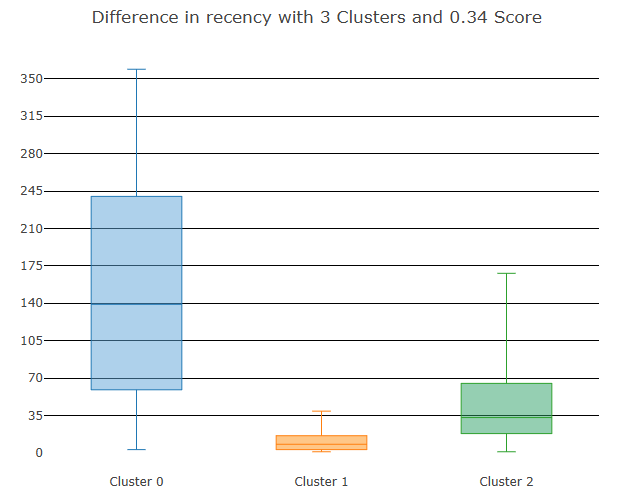 Difference in recency with 3 Clusters and 0.34 Score
350
315
280
245
210
175
140
105
70
35
0
Cluster 0
Cluster 1
Cluster 2